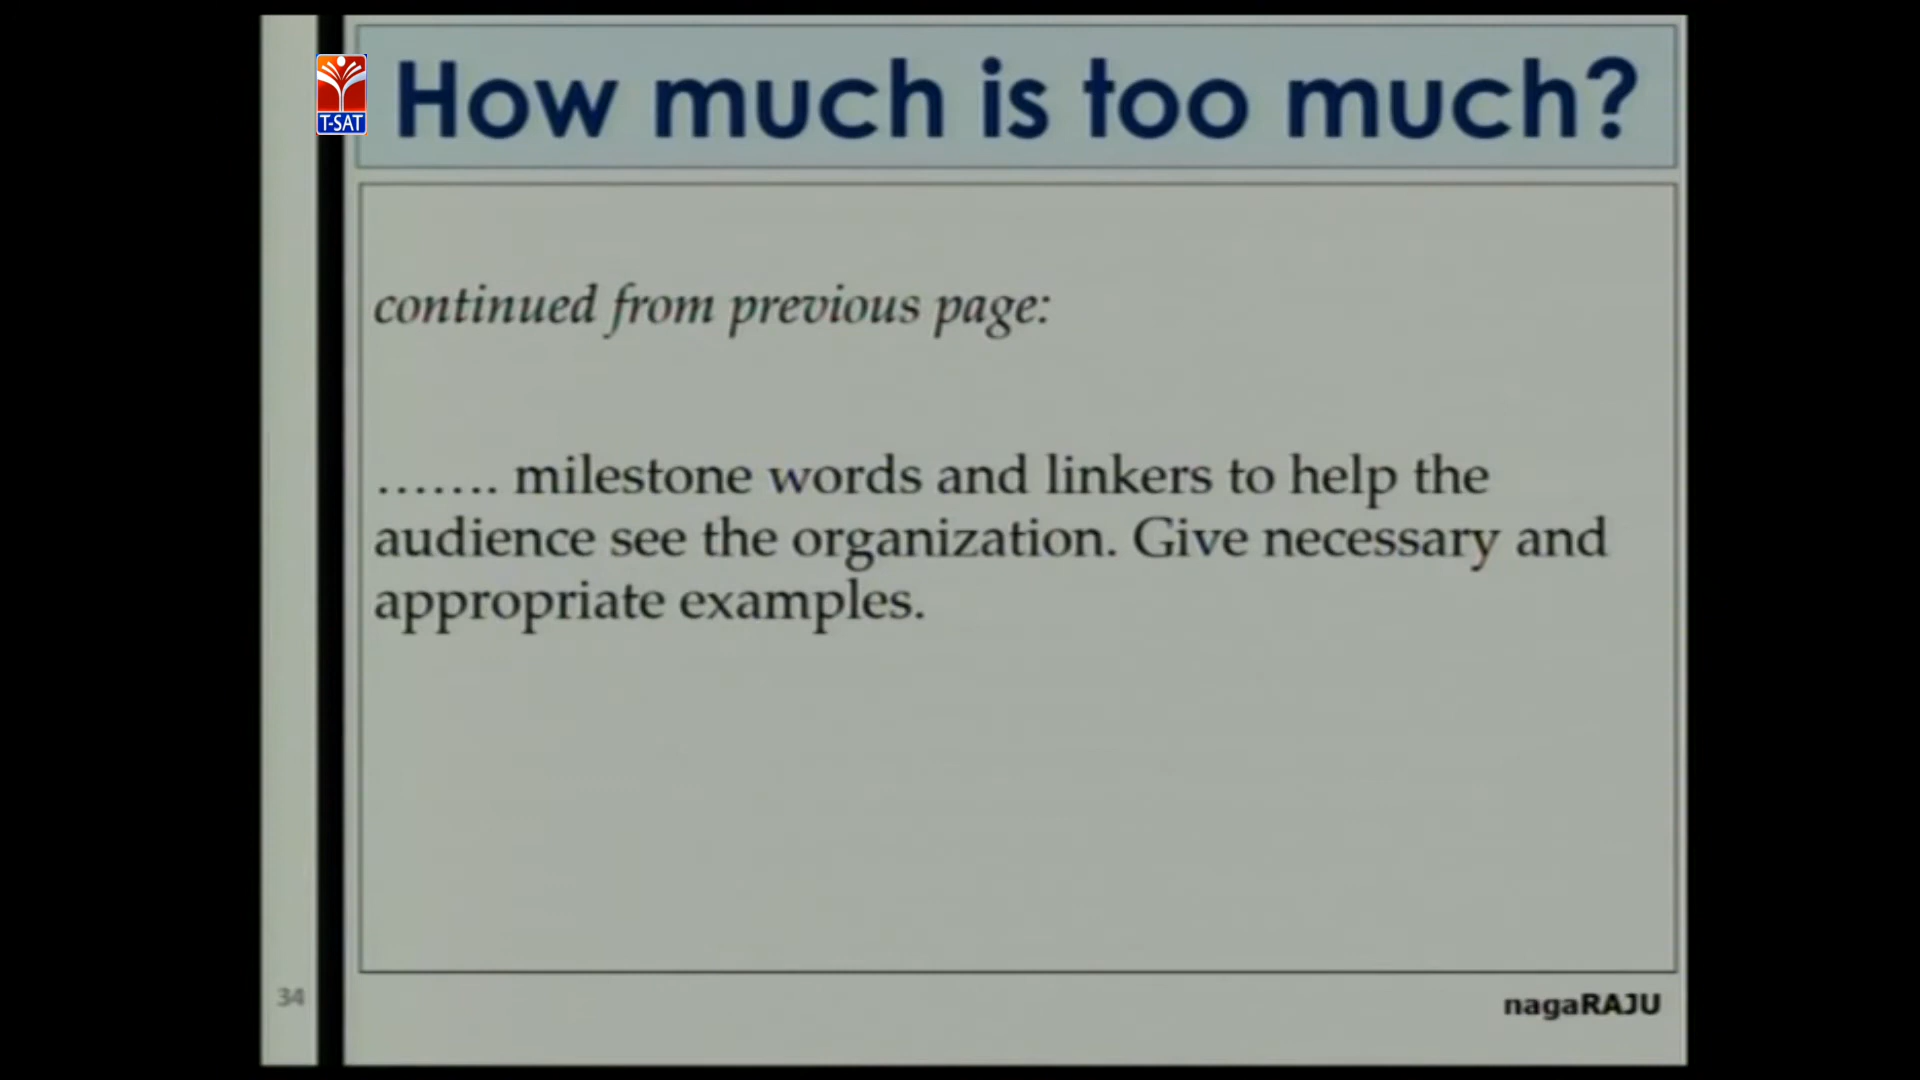 How much is too much?
T-SAT
continued from previous page:
....... milestone words and linkers to help the
audience see the organization. Give necessary and
appropriate examples.
34
nagaRAJU